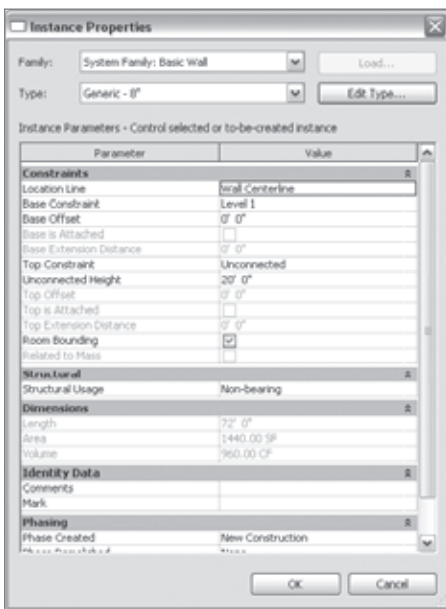 Instance Properties
Family: System Family: Basic Wall Load...
Type: Generic - 8" Edit Type...
Instance Parameters - Control selected or to-be-created instance
Parameter Value
Constraints
Location Line Wall Centerline
Base Constraint Level 1
Base Offset 0' 0"
Base is Attached
Base Extension Distance 0' 0"
Top Constraint Unconnected
Unconnected Height 20' 0"
Top Offset 0' 0"
Top is Attached
Top Extension Distance 0' 0"
Room Bounding
Related to Mass
Structural
Structural Usage Non-bearing
Dimensions
Length 72' 0"
Area 1440.00 SF
Volume 960.00 CF
Identity Data
Comments
Mark
Phasing
Phase Created New Construction
OK Cancel